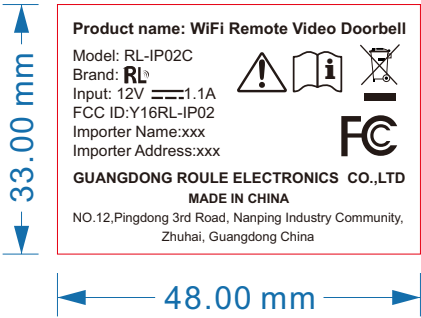 Product name: WiFi Remote Video Doorbell
Model: RL-IP02C
Brand: RL
Input: 12V ⎓1.1A
FCC ID:Y16RL-IP02
Importer Name:xxx
Importer Address:xxx
FC
GUANGDONG ROULE ELECTRONICS CO.,LTD
MADE IN CHINA
NO.12,Pingdong 3rd Road, Nanping Industry Community,
Zhuhai, Guangdong China
33.00 mm
48.00 mm